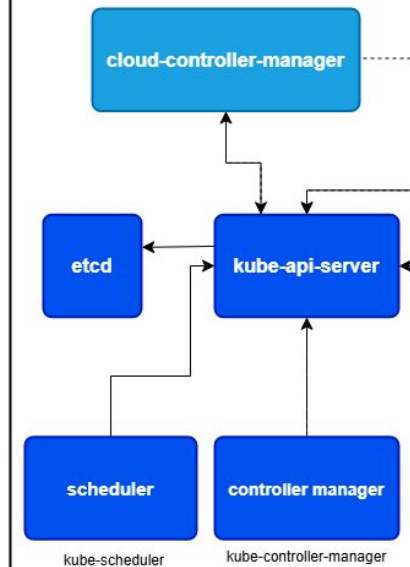 cloud-controller-manager
etcd
kube-api-server
scheduler
controller manager
kube-scheduler
kube-controller-manager